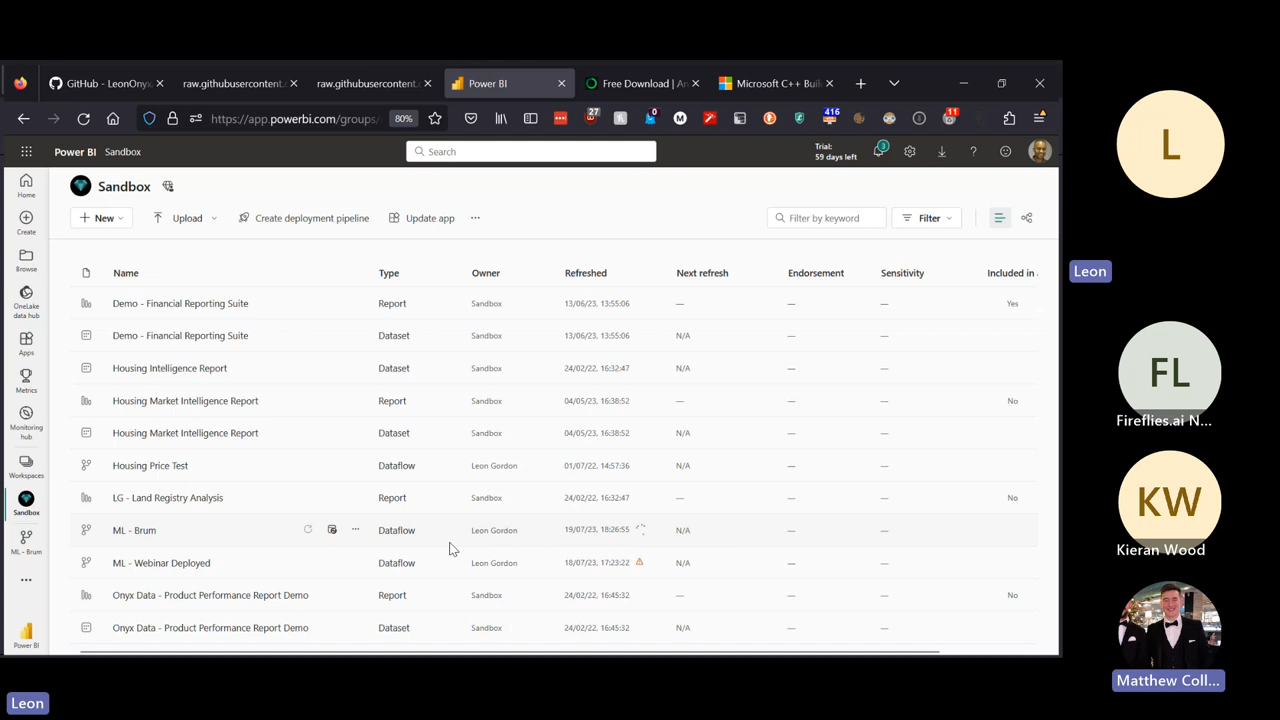 GitHub - LeonOnyx
raw.githubusercontent.
raw.githubusercontent.
Power BI
Free Download | An
Microsoft C++ Buil
https://app.powerbi.com/groups/
80%
27
0
M
416
11
Power BI
Sandbox
Search
Trial:
59 days left
3
Home
Create
Browse
OneLake
data hub
Apps
Metrics
Monitoring
hub
Workspaces
Sandbox
ML - Brum
Power BI
Sandbox
New
Upload
Create deployment pipeline
Update app
Filter by keyword
Filter
Name Type Owner Refreshed Next refresh Endorsement Sensitivity Included in a
Demo - Financial Reporting Suite Report Sandbox 13/06/23, 13:55:06 — — — Yes
Demo - Financial Reporting Suite Dataset Sandbox 13/06/23, 13:55:06 N/A — —
Housing Intelligence Report Dataset Sandbox 24/02/22, 16:32:47 N/A — —
Housing Market Intelligence Report Report Sandbox 04/05/23, 16:38:52 — — — No
Housing Market Intelligence Report Dataset Sandbox 04/05/23, 16:38:52 N/A — —
Housing Price Test Dataflow Leon Gordon 01/07/22, 14:57:36 N/A — —
LG - Land Registry Analysis Report Sandbox 24/02/22, 16:32:47 — — — No
ML - Brum Dataflow Leon Gordon 19/07/23, 18:26:55 N/A — —
ML - Webinar Deployed Dataflow Leon Gordon 18/07/23, 17:23:22 N/A — —
Onyx Data - Product Performance Report Demo Report Sandbox 24/02/22, 16:45:32 — — — No
Onyx Data - Product Performance Report Demo Dataset Sandbox 24/02/22, 16:45:32 N/A — —
L
Leon
FL
Fireflies.ai N...
KW
Kieran Wood
Matthew Coll...
Leon